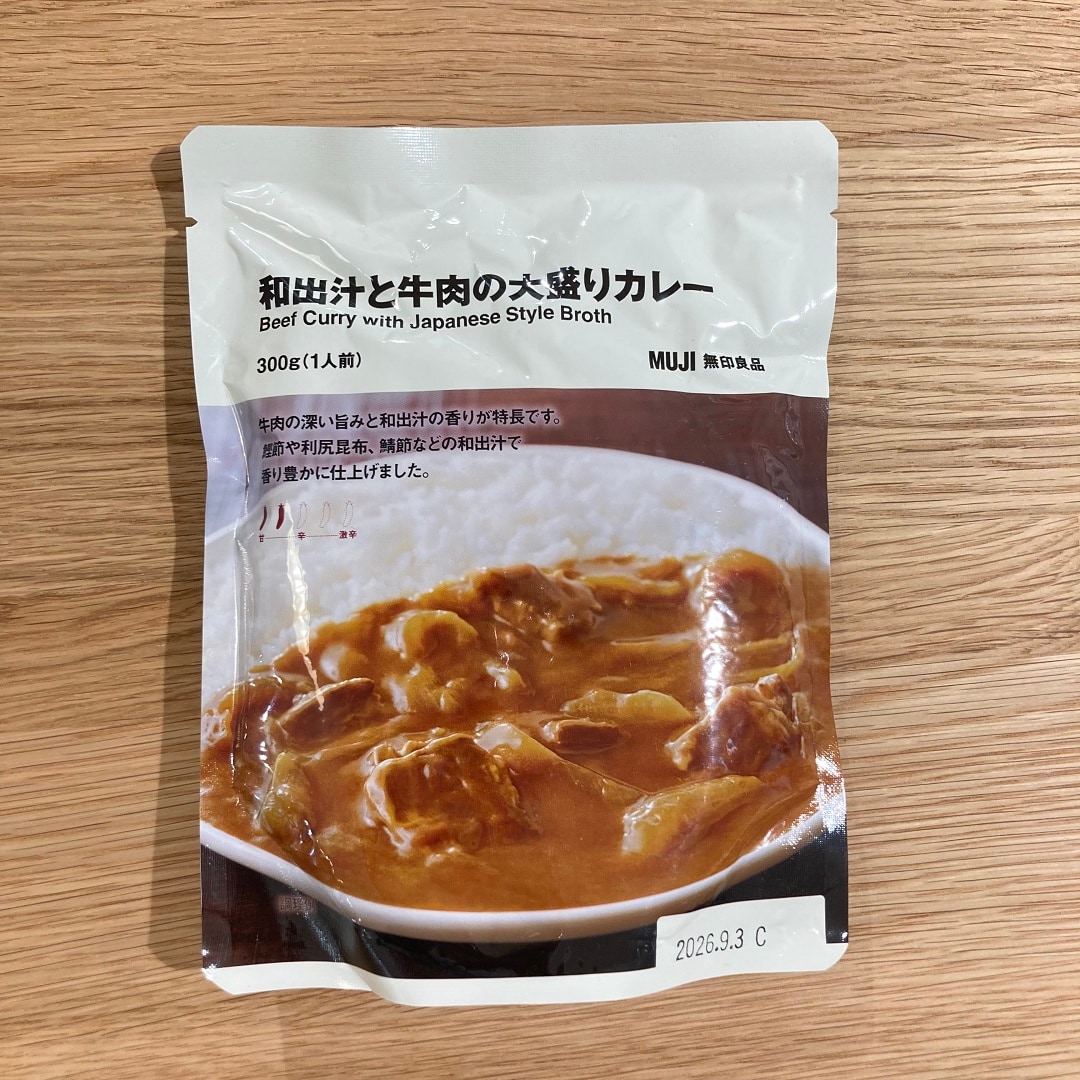 和出汁と牛肉の大盛りカレー
Beef Curry with Japanese Style Broth
300g(1人前)
MUJI 無印良品
牛肉の深い旨みと和出汁の香りが特長です。
鰹節や利尻昆布、鯖節などの和出汁で
香り豊かに仕上げました。
甘 辛 激辛
2026.9.3 C